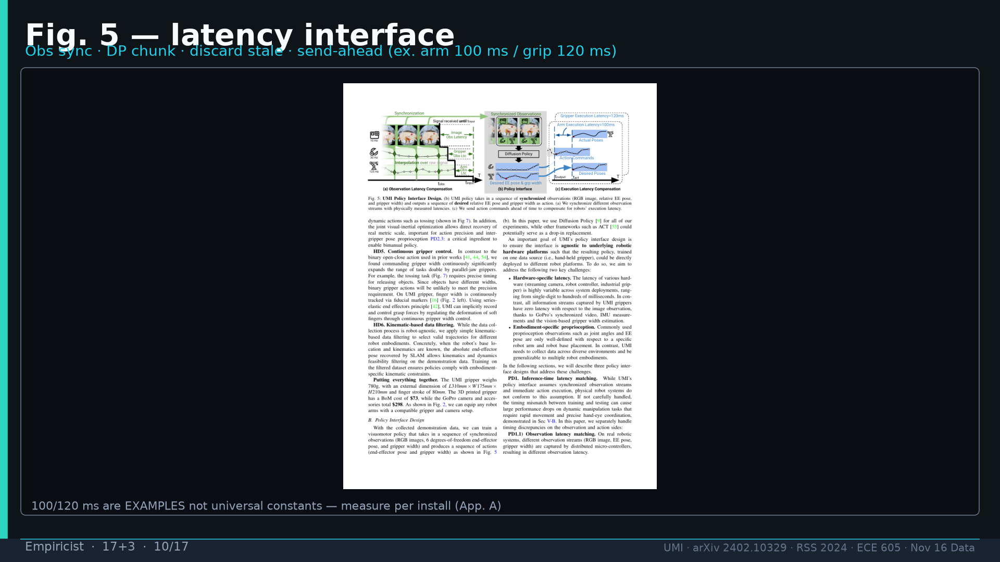 Fig. 5 — latency interface
Obs sync · DP chunk · discard stale · send-ahead (ex. arm 100 ms / grip 120 ms)
Synchronization
Signal received until tinput
Image
Obs Latency
Gripper
Obs Ltc
Interpolation over raw signal
Arm
Obs
Ltc
10 Hz
30 Hz
125 Hz
T
tobs
tinput
(a) Observation Latency Compensation
Synchronized Observations
Diffusion Policy
Desired EE pose & grp width
(b) Policy Interface
Gripper Execution Latency=120ms
Arm Execution Latency=100ms
Actual Poses
Action Commands
Desired Poses
toutput
tact
T
(c) Execution Latency Compensation
Fig. 5: UMI Policy Interface Design. (b) UMI policy takes in a sequence of synchronized observations (RGB image, relative EE pose,
and gripper width) and outputs a sequence of desired relative EE pose and gripper width as action. (a) We synchronize different observation
streams with physically measured latencies. (c) We send action commands ahead of time to compensate for robots' execution latency.
dynamic actions such as tossing (shown in Fig 7). In addition,
the joint visual-inertial optimization allows direct recovery of
real metric scale, important for action precision and inter-
gripper pose proprioception PD2.3: a critical ingredient to
enable bimanual policy.
HD5. Continuous gripper control. In contrast to the
binary open-close action used in prior works [41, 44, 54], we
found commanding gripper width continuously significantly
expands the range of tasks doable by parallel-jaw grippers.
For example, the tossing task (Fig. 7) requires precise timing
for releasing objects. Since objects have different widths,
binary gripper actions will be unlikely to meet the precision
requirement. On UMI gripper, finger width is continuously
tracked via fiducial markers [16] (Fig. 2 left). Using series-
elastic end effectors principle [42], UMI can implicitly record
and control grasp forces by regulating the deformation of soft
fingers through continuous gripper width control.
HD6. Kinematic-based data filtering. While the data col-
lection process is robot-agnostic, we apply simple kinematic-
based data filtering to select valid trajectories for different
robot embodiments. Concretely, when the robot's base lo-
cation and kinematics are known, the absolute end-effector
pose recovered by SLAM allows kinematics and dynamics
feasibility filtering on the demonstration data. Training on
the filtered dataset ensures policies comply with embodiment-
specific kinematic constraints.
Putting everything together. The UMI gripper weighs
780g, with an external dimension of L310mm × W175mm ×
H210mm and finger stroke of 80mm. The 3D printed gripper
has a BoM cost of $73, while the GoPro camera and acces-
sories total $298. As shown in Fig. 2, we can equip any robot
arms with a compatible gripper and camera setup.
B. Policy Interface Design
With the collected demonstration data, we can train a
visuomotor policy that takes in a sequence of synchronized
observations (RGB images, 6 degrees-of-freedom end-effector
pose, and gripper width) and produces a sequence of actions
(end-effector pose and gripper width) as shown in Fig. 5
(b). In this paper, we use Diffusion Policy [9] for all of our
experiments, while other frameworks such as ACT [53] could
potentially serve as a drop-in replacement.
An important goal of UMI's policy interface design is
to ensure the interface is agnostic to underlying robotic
hardware platforms such that the resulting policy, trained
on one data source (i.e., hand-held gripper), could be directly
deployed to different robot platforms. To do so, we aim to
address the following two key challenges:
• Hardware-specific latency. The latency of various hard-
ware (streaming camera, robot controller, industrial grip-
per) is highly variable across system deployments, rang-
ing from single-digit to hundreds of milliseconds. In con-
trast, all information streams captured by UMI grippers
have zero latency with respect to the image observation,
thanks to GoPro's synchronized video, IMU measure-
ments and the vision-based gripper width estimation.
• Embodiment-specific proprioception. Commonly used
proprioception observations such as joint angles and EE
pose are only well-defined with respect to a specific
robot arm and robot base placement. In contrast, UMI
needs to collect data across diverse environments and be
generalizable to multiple robot embodiments.
In the following sections, we will describe three policy inter-
face designs that address these challenges.
PD1. Inference-time latency matching. While UMI's
policy interface assumes synchronized observation streams
and immediate action execution, physical robot systems do
not conform to this assumption. If not carefully handled,
the timing mismatch between training and testing can cause
large performance drops on dynamic manipulation tasks that
require rapid movement and precise hand-eye coordination,
demonstrated in Sec V-B. In this paper, we separately handle
timing discrepancies on the observation and action sides:
PD1.1) Observation latency matching. On real robotic
systems, different observation streams (RGB image, EE pose,
gripper width) are captured by distributed micro-controllers,
resulting in different observation latency.
100/120 ms are EXAMPLES not universal constants — measure per install (App. A)
Empiricist · 17+3 · 10/17
UMI · arXiv 2402.10329 · RSS 2024 · ECE 605 · Nov 16 Data